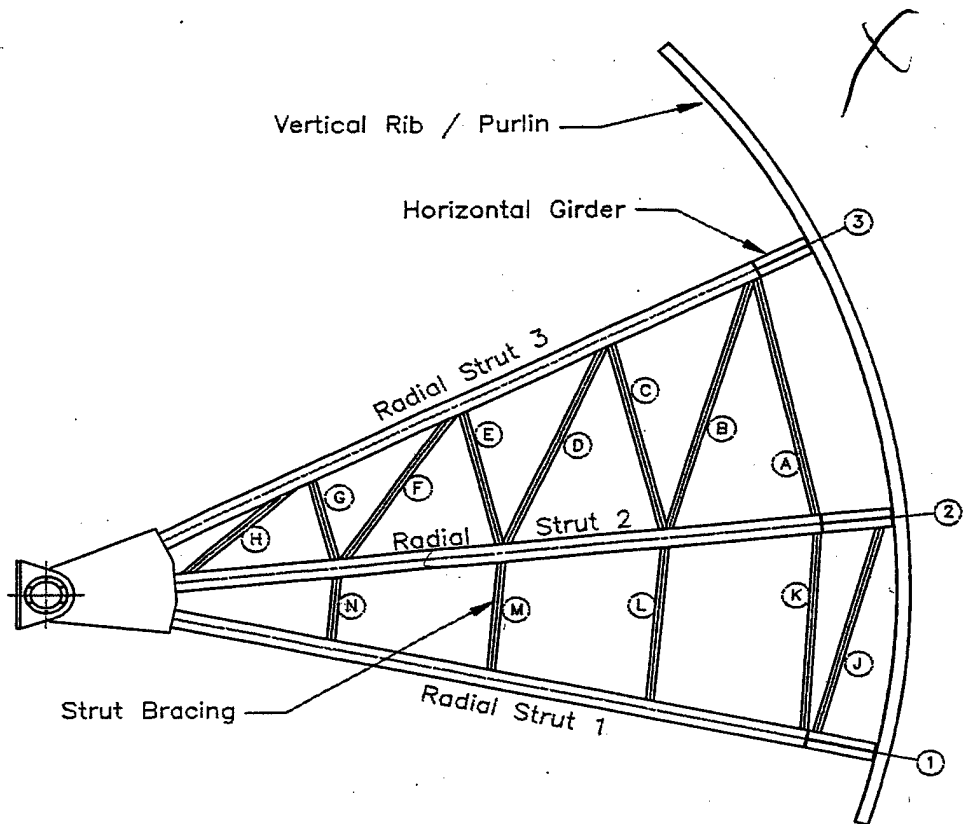 Vertical Rib / Purlin
Horizontal Girder
3
Radial Strut 3
C
E
D
B
A
G
F
H
Radial Strut 2
2
N
M
L
K
J
Strut Bracing
Radial Strut 1
1